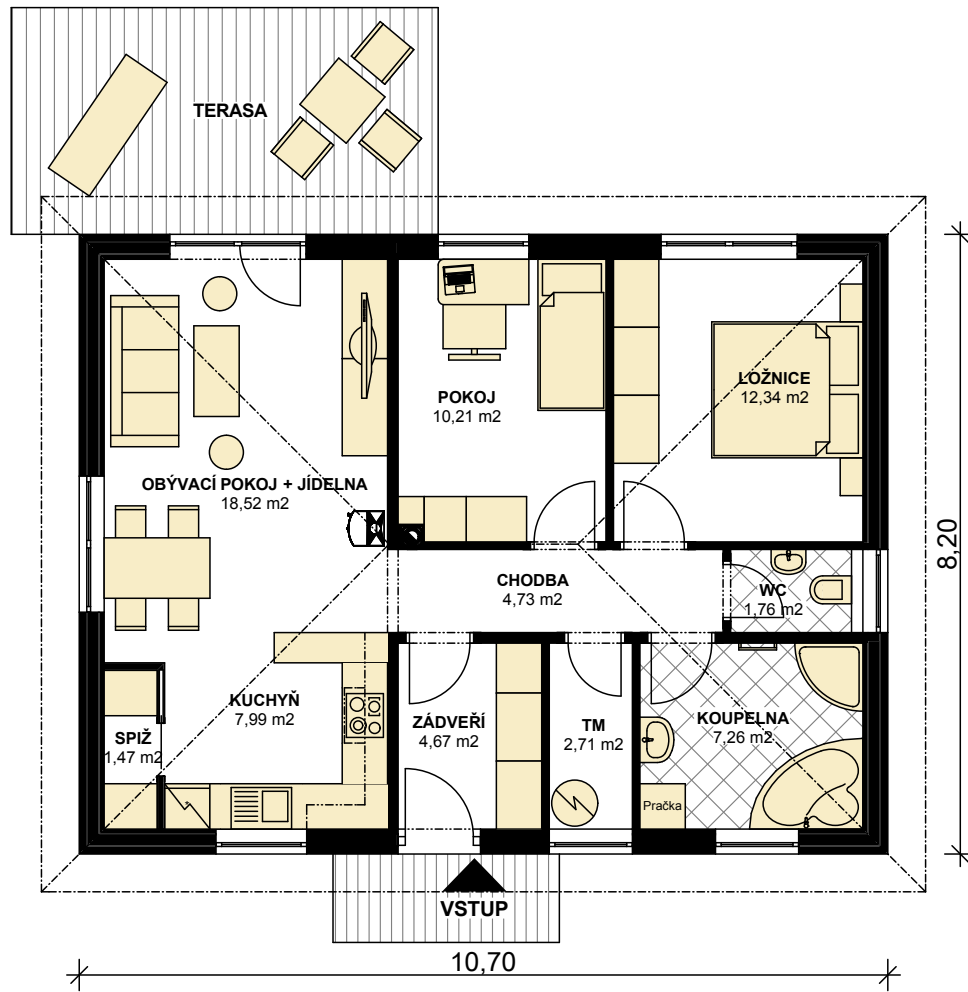 TERASA
LOŽNICE
12,34 m2
POKOJ
10,21 m2
OBÝVACÍ POKOJ + JÍDELNA
18,52 m2
8,20
CHODBA
4,73 m2
WC
1,76 m2
KUCHYŇ
7,99 m2
ZÁDVEŘÍ
4,67 m2
TM
2,71 m2
KOUPELNA
7,26 m2
SPIŽ
1,47 m2
Pračka
VSTUP
10,70